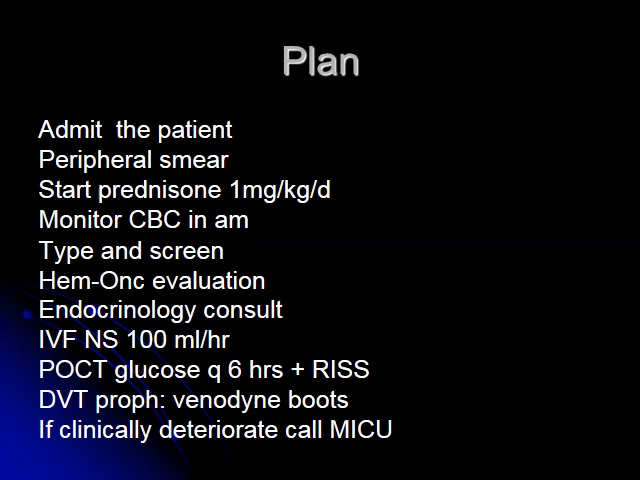 Plan
Admit  the patient
Peripheral smear
Start prednisone 1mg/kg/d
Monitor CBC in am
Type and screen
Hem-Onc evaluation
Endocrinology consult
IVF NS 100 ml/hr
POCT glucose q 6 hrs + RISS
DVT proph: venodyne boots
If clinically deteriorate call MICU